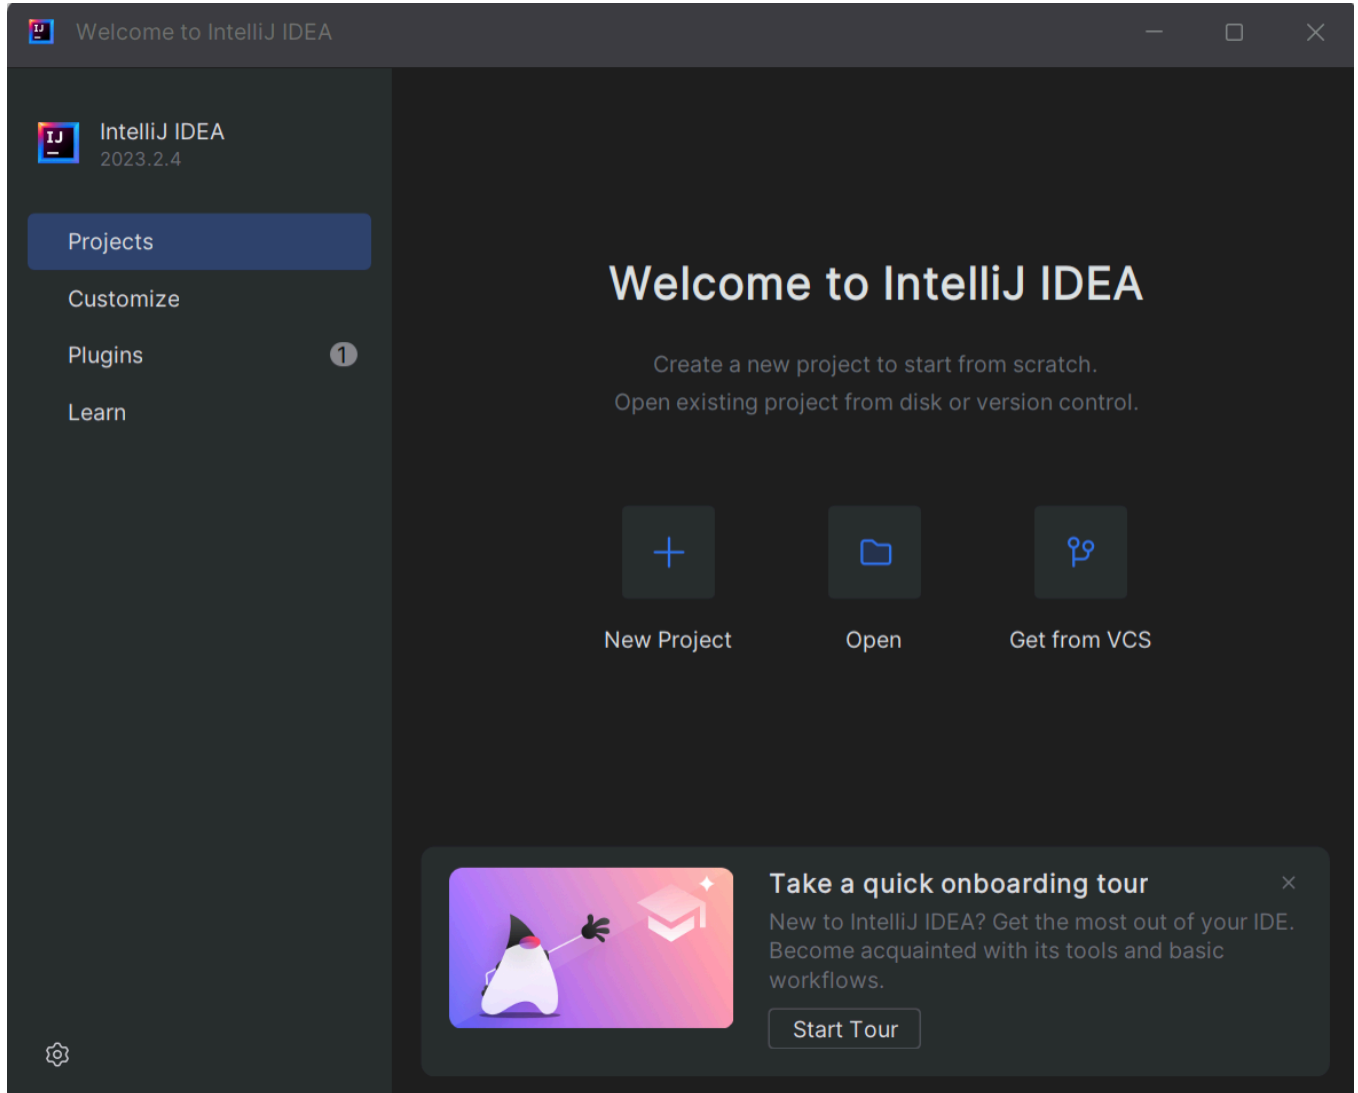 Welcome to IntelliJ IDEA
IntelliJ IDEA
2023.2.4
Projects
Customize
Plugins 1
Learn
Welcome to IntelliJ IDEA
Create a new project to start from scratch.
Open existing project from disk or version control.
New Project Open Get from VCS
Take a quick onboarding tour
New to IntelliJ IDEA? Get the most out of your IDE.
Become acquainted with its tools and basic
workflows.
Start Tour